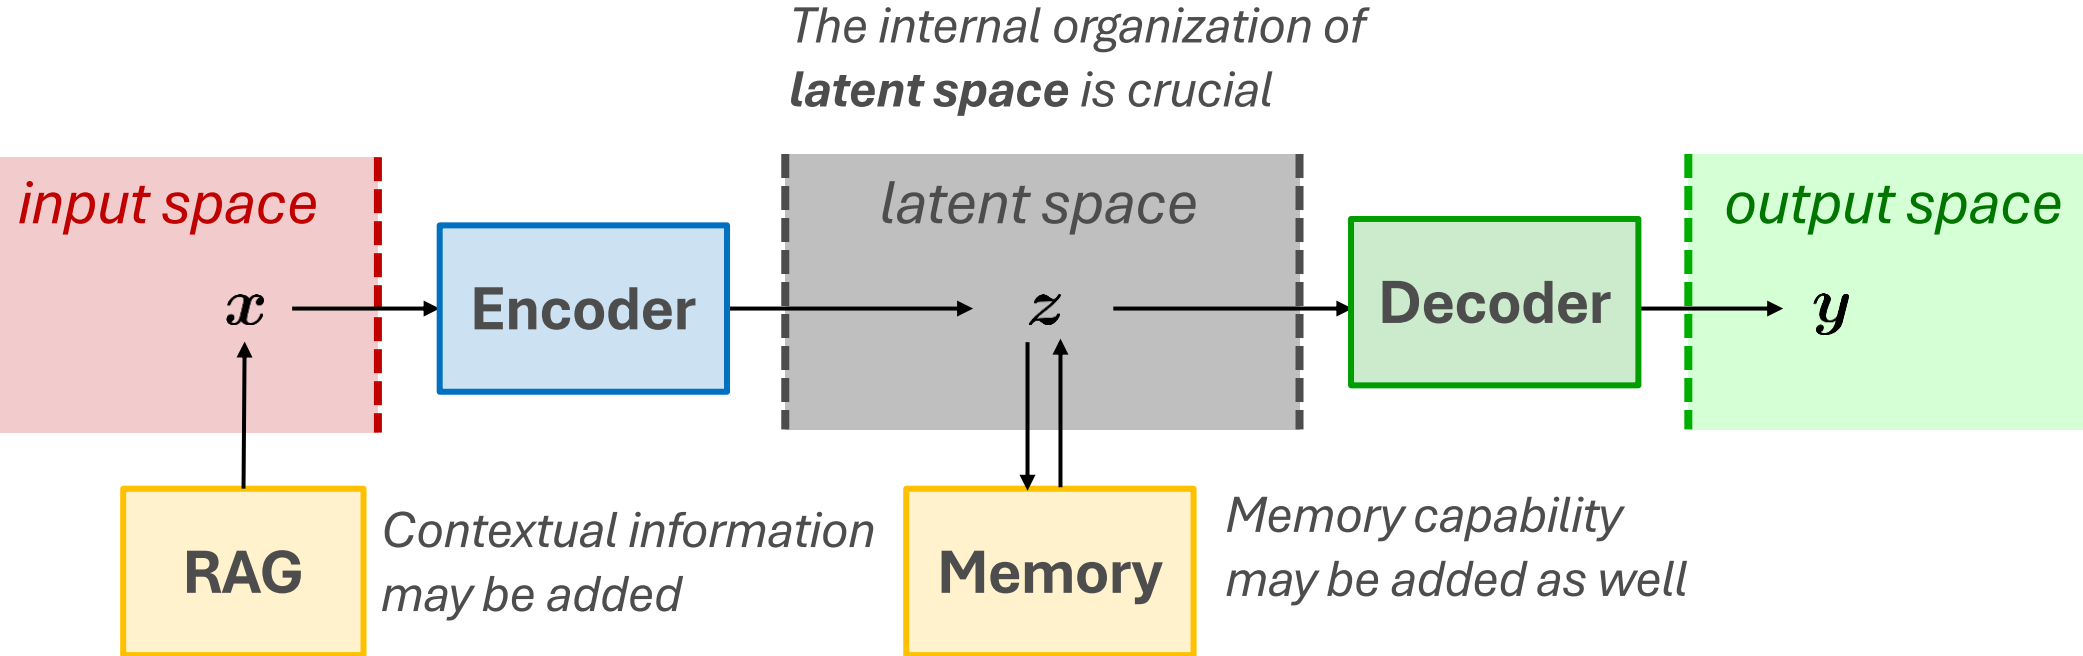 The internal organization of
latent space is crucial
input space
latent space
output space
x
Encoder
z
Decoder
y
RAG
Contextual information
may be added
Memory
Memory capability
may be added as well